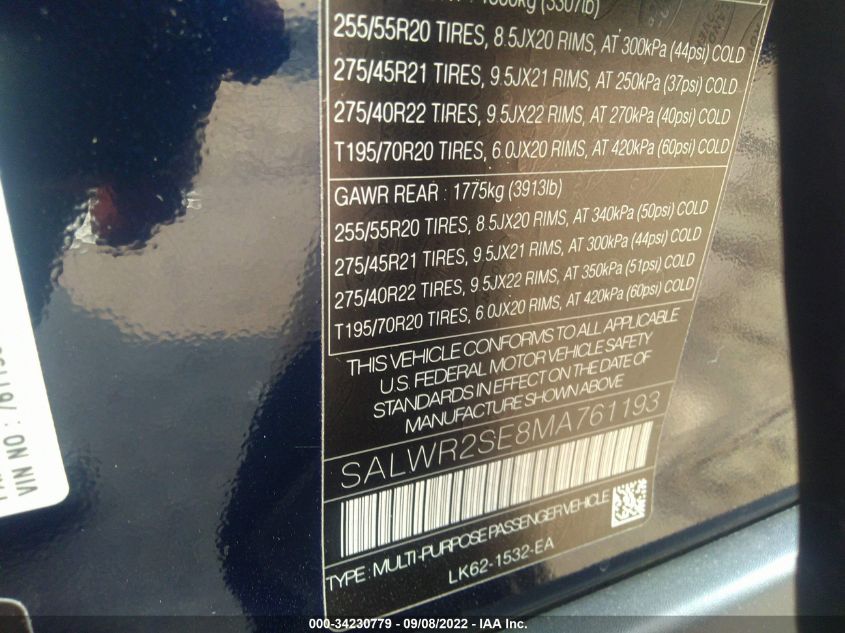 (3307lb)
255/55R20 TIRES, 8.5JX20 RIMS, AT 300kPa (44psi) COLD
275/45R21 TIRES, 9.5JX21 RIMS, AT 250kPa (37psi) COLD
275/40R22 TIRES, 9.5JX22 RIMS, AT 270kPa (40psi) COLD
T195/70R20 TIRES, 6.0JX20 RIMS, AT 420kPa (60psi) COLD
GAWR REAR : 1775kg (3913lb)
255/55R20 TIRES, 8.5JX20 RIMS, AT 340kPa (50psi) COLD
275/45R21 TIRES, 9.5JX21 RIMS, AT 300kPa (44psi) COLD
275/40R22 TIRES, 9.5JX22 RIMS, AT 350kPa (51psi) COLD
T195/70R20 TIRES, 6.0JX20 RIMS, AT 420kPa (60psi) COLD
THIS VEHICLE CONFORMS TO ALL APPLICABLE
U.S. FEDERAL MOTOR VEHICLE SAFETY
STANDARDS IN EFFECT ON THE DATE OF
MANUFACTURE SHOWN ABOVE
SALWR2SE8MA761193
TYPE : MULTI-PURPOSE PASSENGER VEHICLE
LK62-1532-EA
VIN NO :
000-34230779 - 09/08/2022 - IAA Inc.